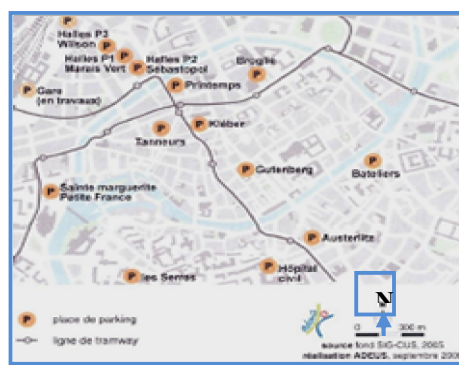 Halles P3
Wilson
Halles P1
Marais Vert
Halles P2
Sébastopol
Broglie
Printemps
Gare
(en travaux)
Kléber
Tanneurs
Gutenberg
Bateliers
Sainte marguerite
Petite France
Austerlitz
les Serras
Hôpital
civil
N
place de parking
ligne de tramway
0 300 m
source fond SIG-CUS, 2005
réalisation ADEUS, septembre 2006